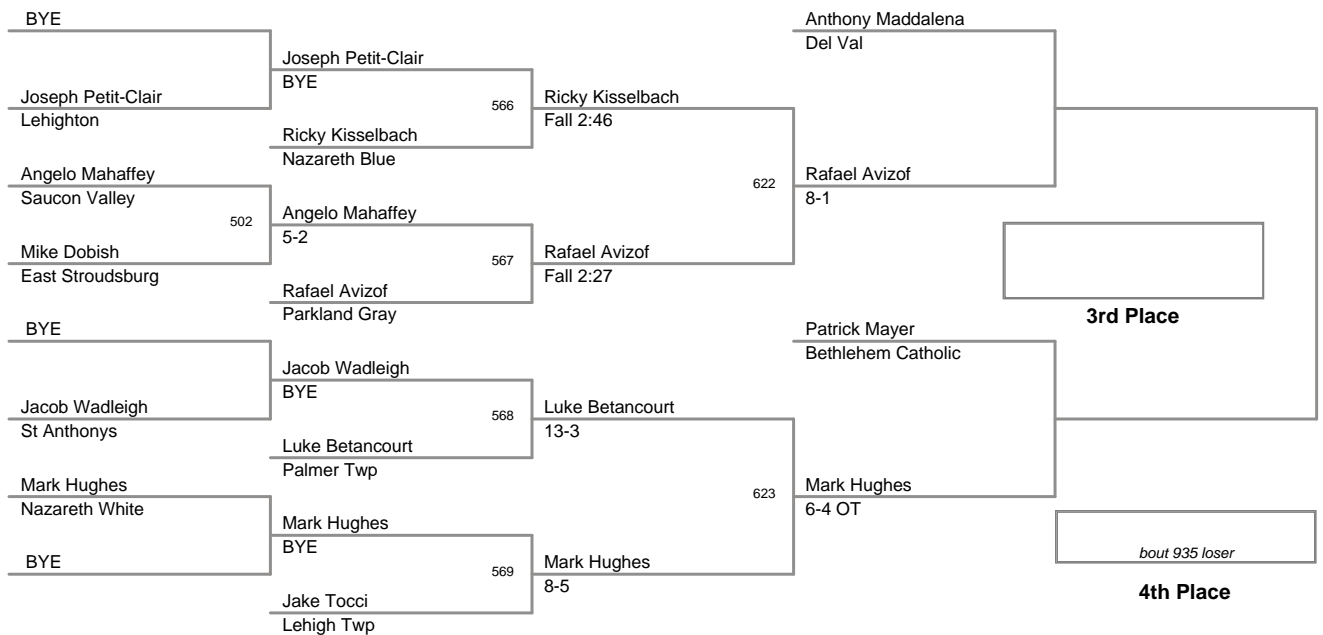 BYE
Joseph Petit-Clair
Lehighton
Angelo Mahaffey
Saucon Valley
502
Mike Dobish
East Stroudsburg
BYE
Jacob Wadleigh
St Anthonys
Mark Hughes
Nazareth White
BYE
Joseph Petit-Clair
BYE
566
Ricky Kisselbach
Nazareth Blue
Angelo Mahaffey
5-2
567
Rafael Avizof
Parkland Gray
Jacob Wadleigh
BYE
568
Luke Betancourt
Palmer Twp
Mark Hughes
BYE
569
Jake Tocci
Lehigh Twp
Ricky Kisselbach
Fall 2:46
622
Rafael Avizof
Fall 2:27
Luke Betancourt
13-3
623
Mark Hughes
8-5
Anthony Maddalena
Del Val
Rafael Avizof
8-1
Patrick Mayer
Bethlehem Catholic
Mark Hughes
6-4 OT
3rd Place
bout 935 loser
4th Place